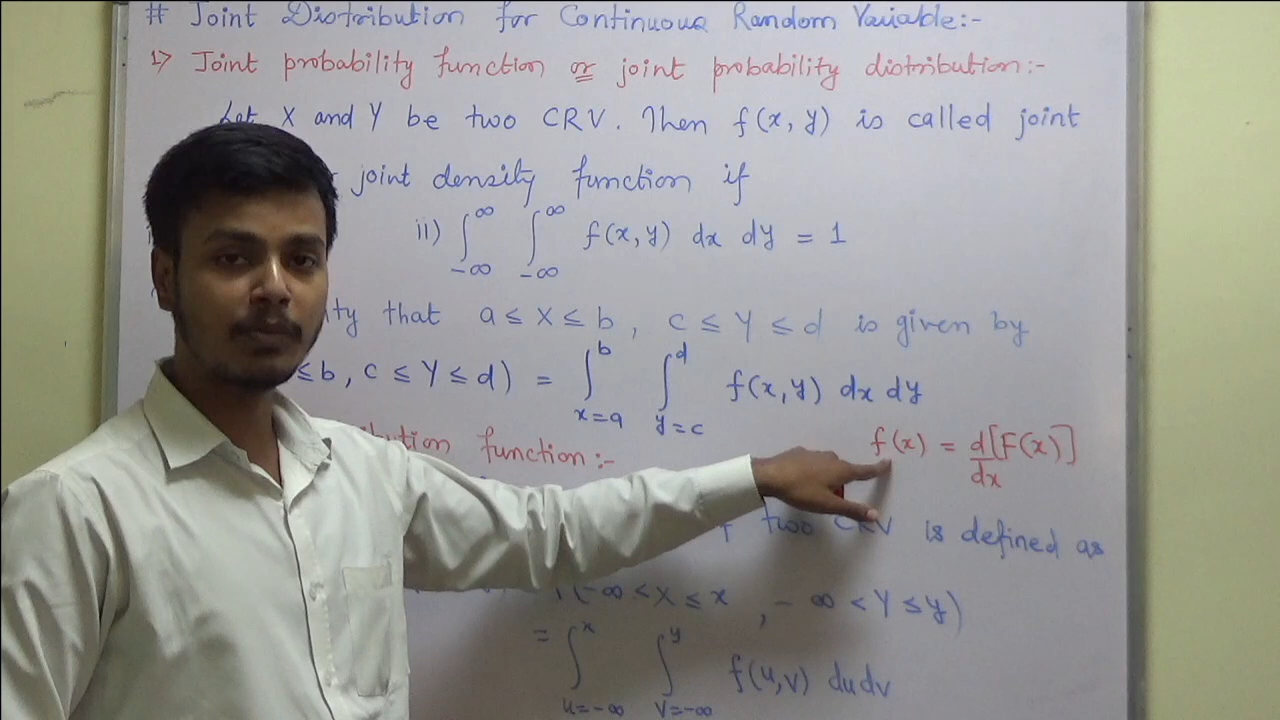 # Joint Distribution for Continuous Random Variable:-
1> Joint probability function or joint probability distribution:-
Let X and Y be two CRV. Then f(x, y) is called joint
joint density function if
ii) ∫_{-∞}^{∞} ∫_{-∞}^{∞} f(x, y) dx dy = 1
that a ≤ X ≤ b, c ≤ Y ≤ d is given by
≤ b, c ≤ Y ≤ d) = ∫_{x=a}^{b} ∫_{y=c}^{d} f(x, y) dx dy
function:-
f(x) = d/dx [F(x)]
two CRV is defined as
(-∞ < X ≤ x, -∞ < Y ≤ y)
= ∫_{u=-∞}^{x} ∫_{v=-∞}^{y} f(u, v) du dv